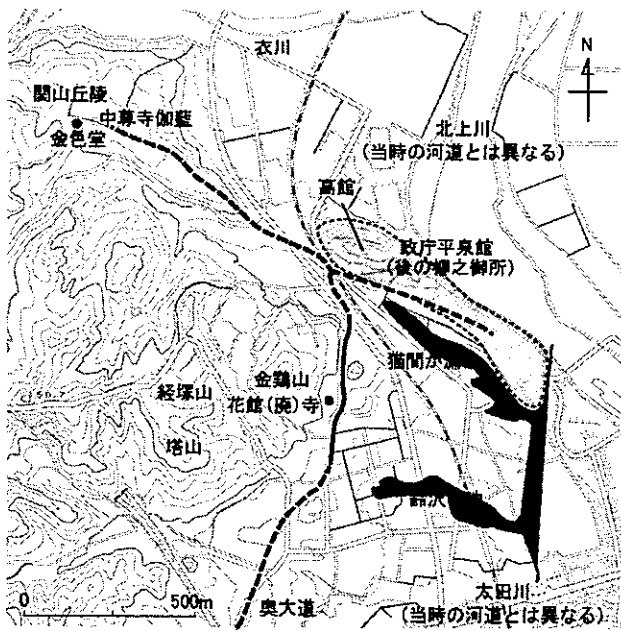 衣川
N
関山丘陵
中尊寺伽藍
金色堂
北上川
(当時の河道とは異なる)
高館
政庁平泉館
(後の柳之御所)
猫間が淵
金鶏山
花館(廃)寺
経塚山
塔山
0
500m
奥大道
太田川
(当時の河道とは異なる)